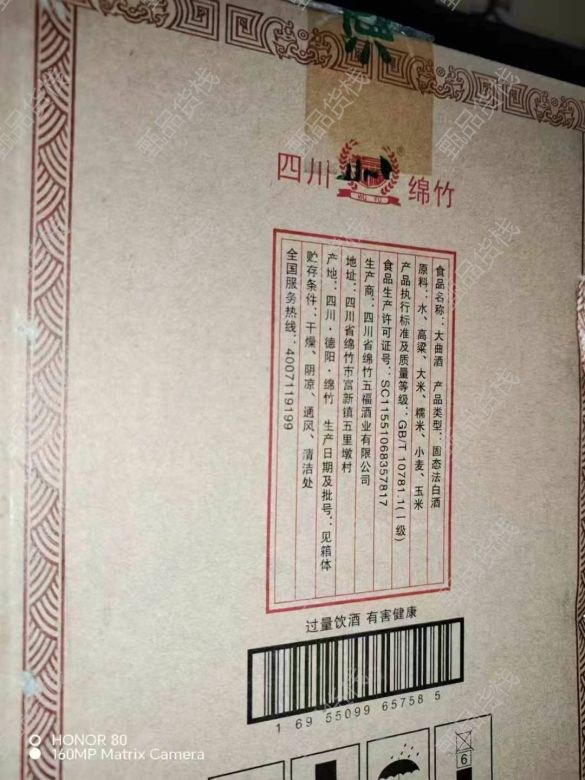 四川 绵竹
食品名称：大曲酒 产品类型：固态法白酒
原料：水、高粱、大米、糯米、小麦、玉米
产品执行标准及质量等级：GB/T 10781.1(一级)
食品生产许可证号：SC11551068357817
生产商：四川省绵竹五福酒业有限公司
地址：四川省绵竹市富新镇五里墩村
产地：四川·德阳·绵竹 生产日期及批号：见箱体
贮存条件：干燥、阴凉、通风、清洁处
全国服务热线：4007119199
过量饮酒 有害健康
1 69 55099 65758 5
6
HONOR 80
160MP Matrix Camera
甄品货栈